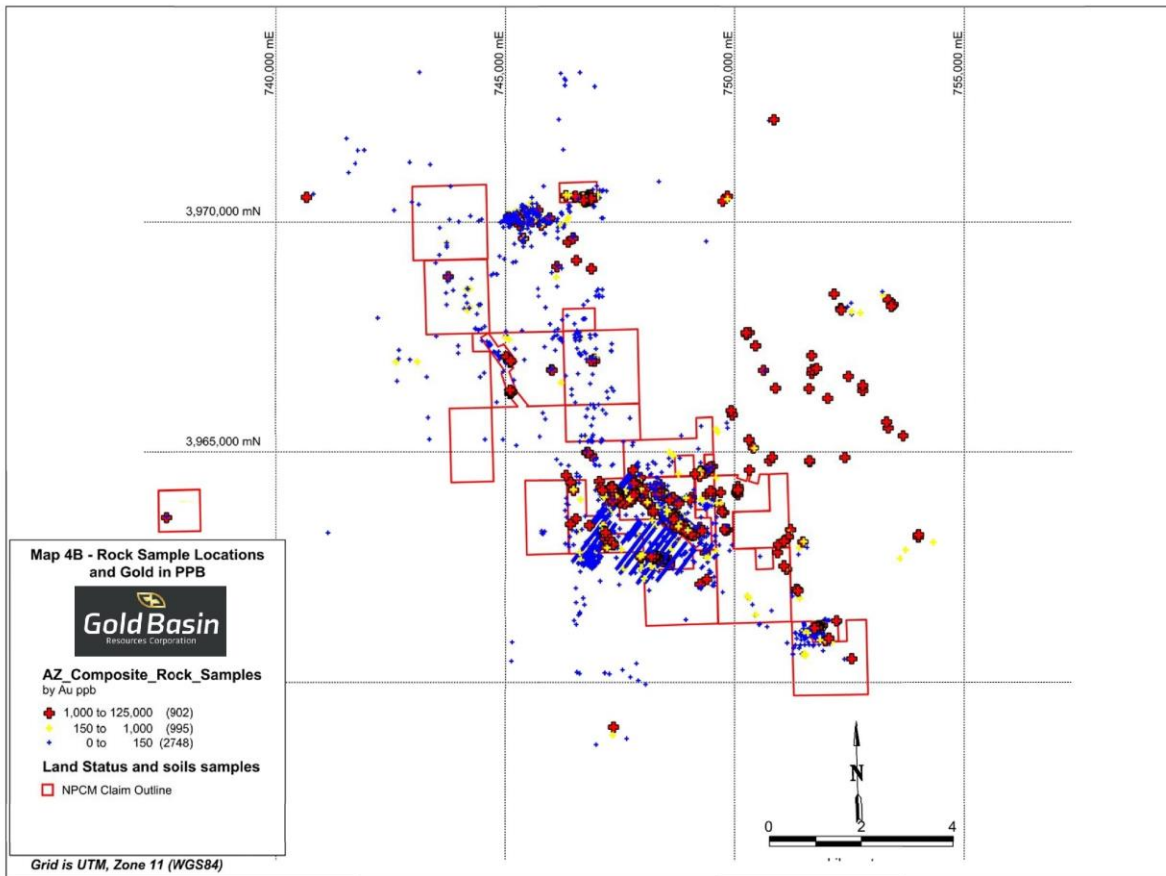 740,000 mE
745,000 mE
750,000 mE
755,000 mE
3,970,000 mN
3,965,000 mN
Map 4B - Rock Sample Locations
and Gold in PPB
Gold Basin
Resources Corporation
AZ_Composite_Rock_Samples
by Au ppb
1,000 to 125,000 (902)
150 to 1,000 (995)
0 to 150 (2748)
Land Status and soils samples
NPCM Claim Outline
Grid is UTM, Zone 11 (WGS84)
N
0 2 4